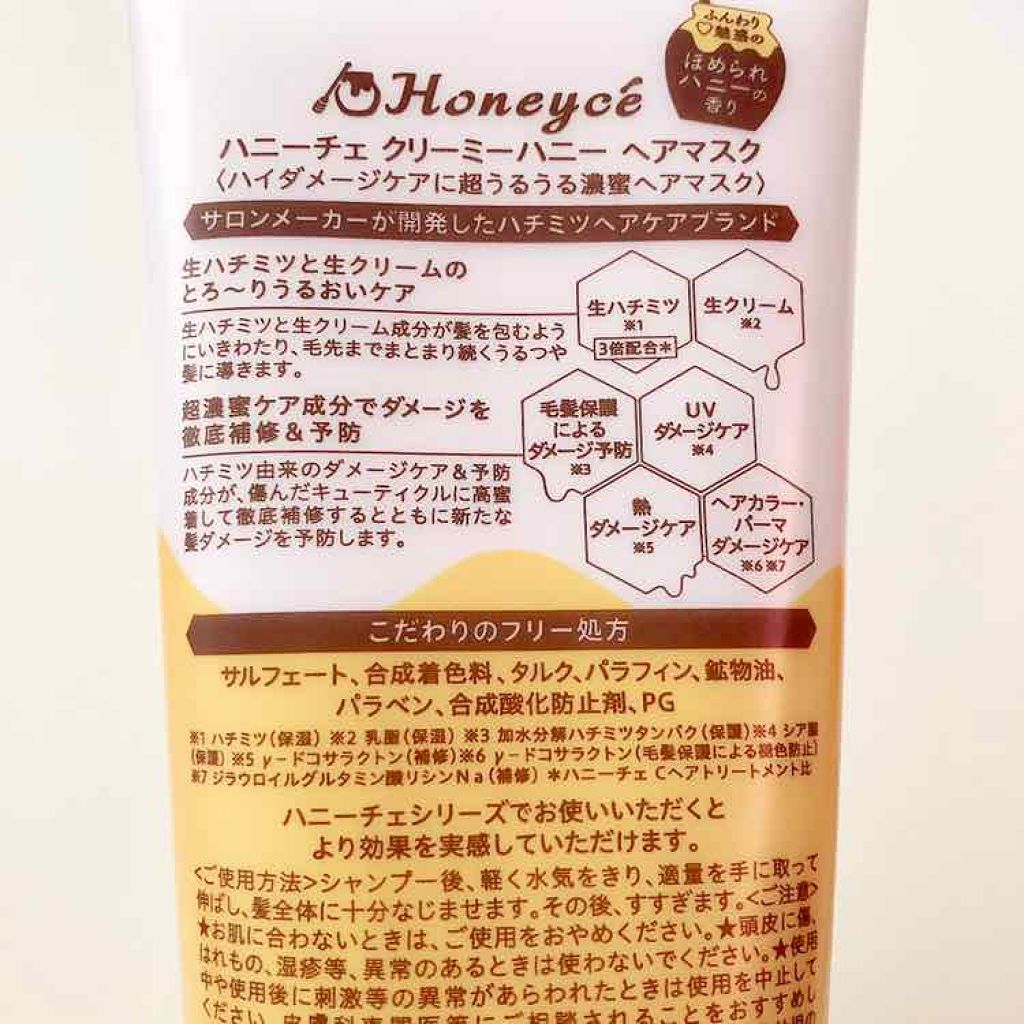 ふんわり
♡魅惑の
ほめられ
ハニーの
香り
Honeycé
ハニーチェ クリーミーハニー ヘアマスク
〈ハイダメージケアに超うるうる濃蜜ヘアマスク〉
サロンメーカーが開発したハチミツヘアケアブランド
生ハチミツと生クリームの
とろ〜りうるおいケア
生ハチミツと生クリーム成分が髪を包むよう
にいきわたり、毛先までまとまり続くうるつや
髪に導きます。
生ハチミツ
※1
3倍配合＊
生クリーム
※2
超濃蜜ケア成分でダメージを
徹底補修＆予防
ハチミツ由来のダメージケア＆予防
成分が、傷んだキューティクルに高蜜
着して徹底補修するとともに新たな
髪ダメージを予防します。
毛髪保護
による
ダメージ予防
※3
UV
ダメージケア
※4
熱
ダメージケア
※5
ヘアカラー・
パーマ
ダメージケア
※6 ※7
こだわりのフリー処方
サルフェート、合成着色料、タルク、パラフィン、鉱物油、
パラベン、合成酸化防止剤、PG
※1 ハチミツ（保湿） ※2 乳脂（保湿） ※3 加水分解ハチミツタンパク（保護）※4 シア脂
（保護）※5 γ－ドコサラクトン（補修）※6 γ－ドコサラクトン（毛髪保護による褪色防止）
※7 ジラウロイルグルタミン酸リシンNa（補修） ＊ハニーチェ Cヘアトリートメント比
ハニーチェシリーズでお使いいただくと
より効果を実感していただけます。
<ご使用方法>シャンプー後、軽く水気をきり、適量を手に取って
伸ばし、髪全体に十分なじませます。その後、すすぎます。<ご注意>
★お肌に合わないときは、ご使用をおやめください。★頭皮に傷、
はれもの、湿疹等、異常のあるときは使わないでください。★使用
中や使用後に刺激等の異常があらわれたときは使用を中止して
ください。皮膚科専門医等にご相談されることをおすすめし